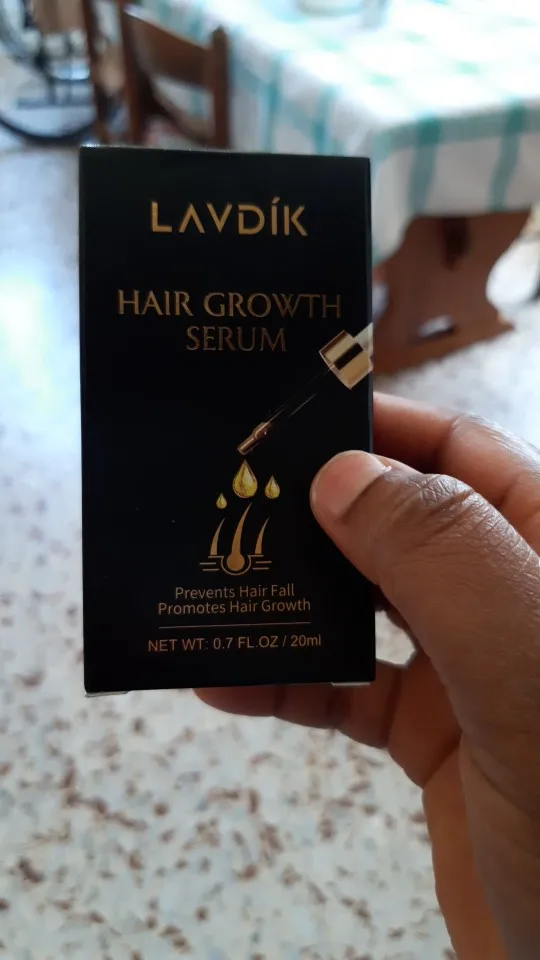 LAVDÍK
HAIR GROWTH
SERUM
Prevents Hair Fall
Promotes Hair Growth
NET WT: 0.7 FL.OZ / 20ml